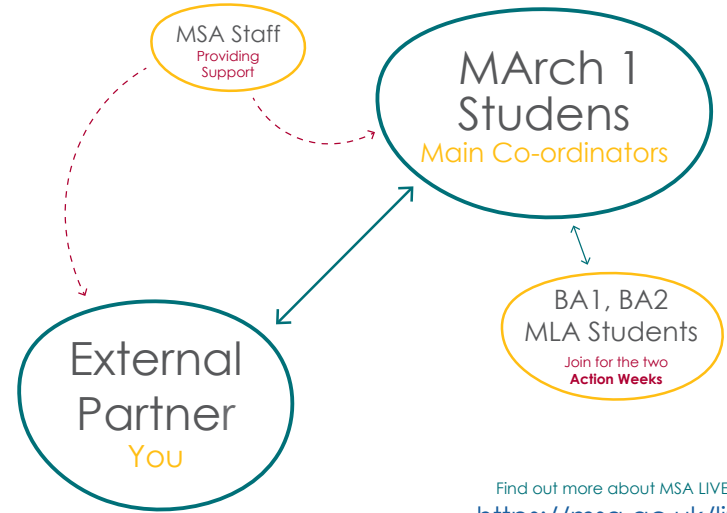 MSA Staff
Providing
Support
MArch 1
Studens
Main Co-ordinators
BA1, BA2
MLA Students
Join for the two
Action Weeks
External
Partner
You
Find out more about MSA LIVE